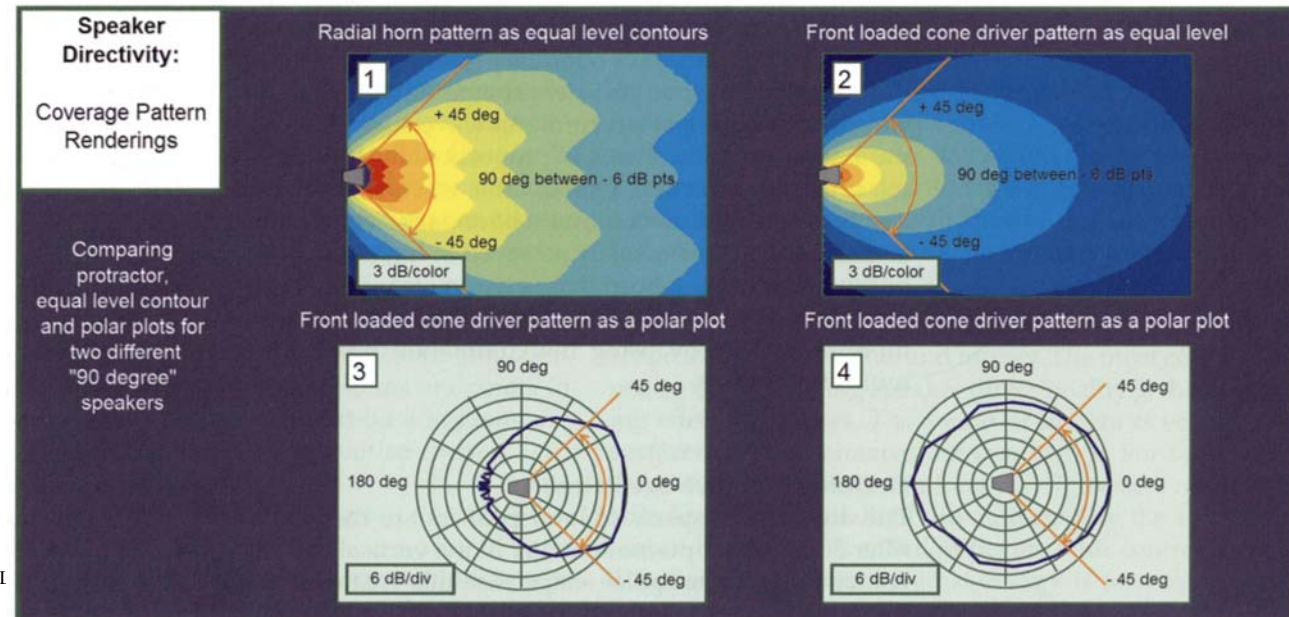 Speaker
Directivity:
Coverage Pattern
Renderings
Comparing
protractor,
equal level contour
and polar plots for
two different
"90 degree"
speakers
Radial horn pattern as equal level contours
1
+ 45 deg
90 deg between - 6 dB pts
- 45 deg
3 dB/color
Front loaded cone driver pattern as equal level
2
+ 45 deg
90 deg between - 6 dB pts
- 45 deg
3 dB/color
Front loaded cone driver pattern as a polar plot
3
90 deg
45 deg
180 deg
0 deg
- 45 deg
6 dB/div
Front loaded cone driver pattern as a polar plot
4
90 deg
45 deg
180 deg
0 deg
- 45 deg
6 dB/div
I